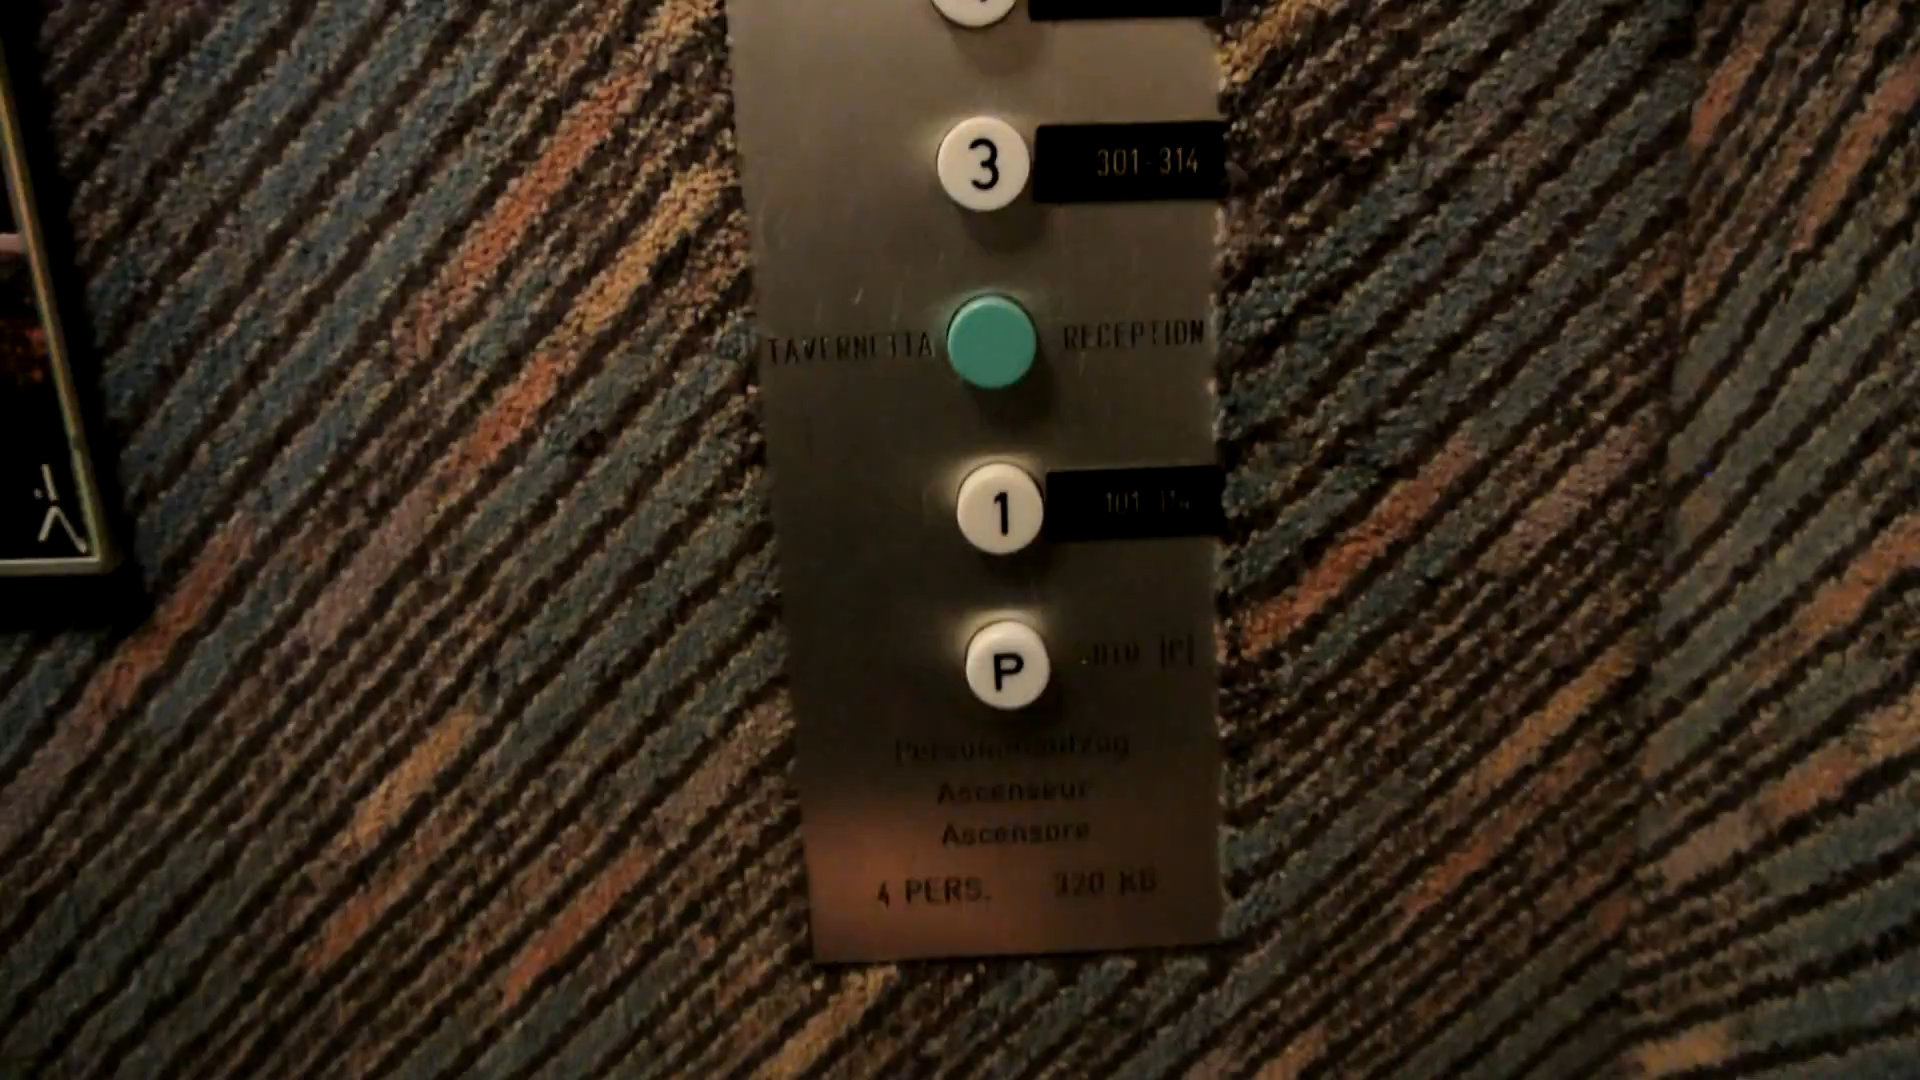 3 301-314
TAVERNETTA RECEPTION
1
P [P]
Ascenseur
Ascensore
4 PERS. 320 KG